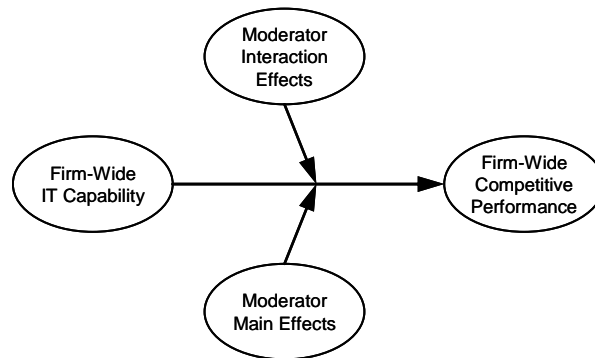 Moderator
Interaction
Effects
Firm-Wide
IT Capability
Firm-Wide
Competitive
Performance
Moderator
Main Effects